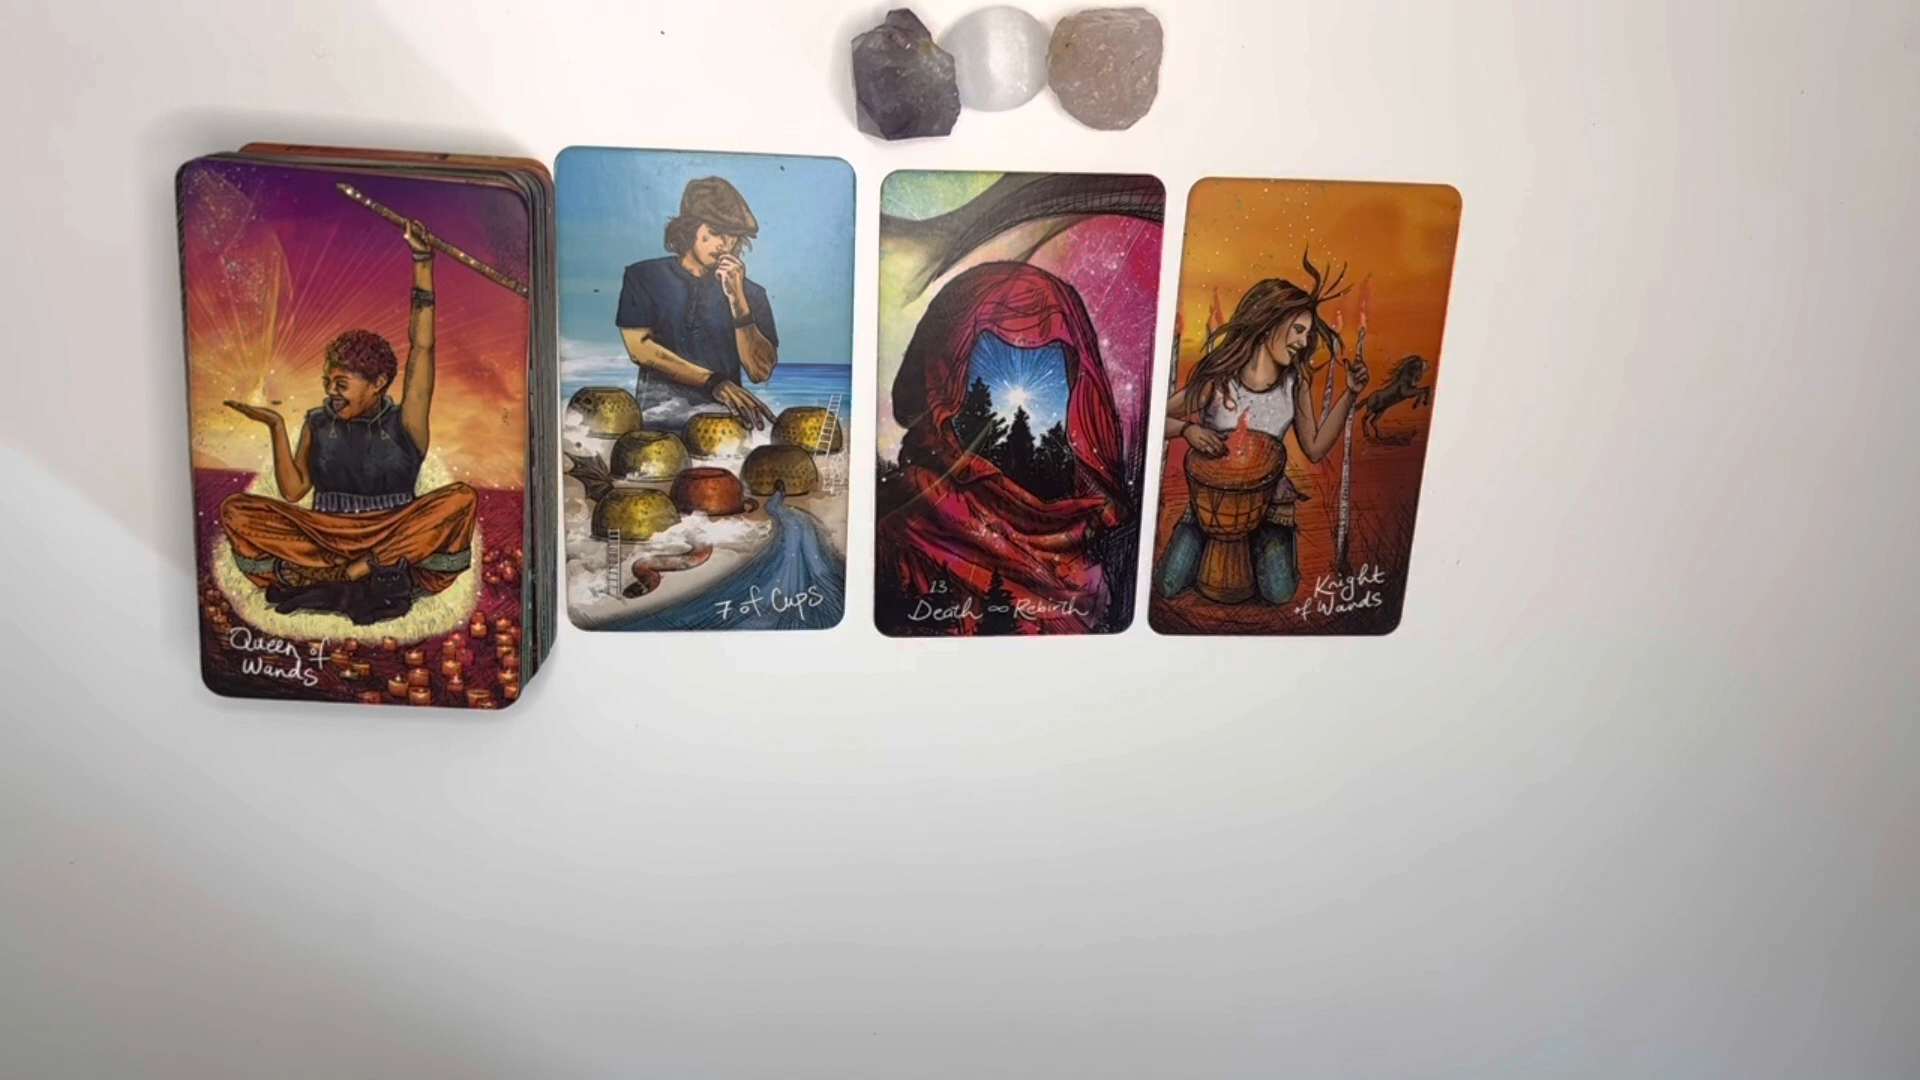 Queen of
Wands
7 of Cups
13.
Death ∞ Rebirth
Knight
of Wands